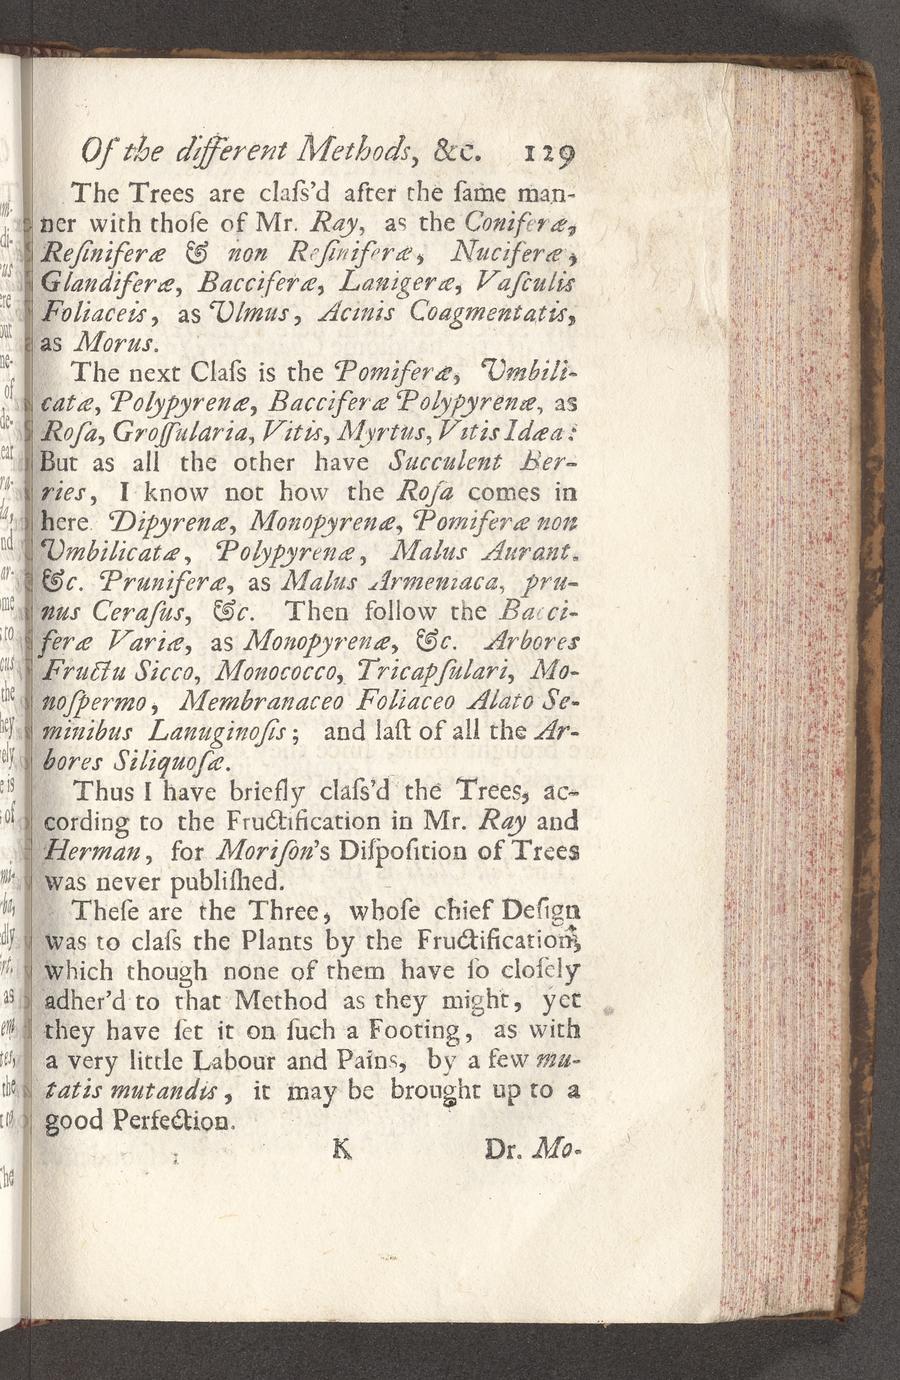 Of the different Methods, &c. 129
The Trees are claſs'd after the ſame man-
ner with thoſe of Mr. Ray, as the Coniferæ,
Reſiniferæ & non Reſiniferæ, Nuciferæ,
Glandiferæ, Bacciferæ, Lanigeræ, Vaſculis
Foliaceis, as Vlmus, Acinis Coagmentatis,
as Morus.
The next Claſs is the Pomiferæ, Vmbili-
catæ, Polypyrenæ, Bacciferæ Polypyrenæ, as
Roſa, Groſſularia, Vitis, Myrtus, Vitis Idæa:
But as all the other have Succulent Ber-
ries, I know not how the Roſa comes in
here. Dipyrenæ, Monopyrenæ, Pomiferæ non
Vmbilicatæ, Polypyrenæ, Malus Aurant.
&c. Pruniferæ, as Malus Armeniaca, pru-
nus Ceraſus, &c. Then follow the Bacci-
feræ Variæ, as Monopyrenæ, &c. Arbores
Fructu Sicco, Monococco, Tricapſulari, Mo-
noſpermo, Membranaceo Foliaceo Alato Se-
minibus Lanuginoſis; and laſt of all the Ar-
bores Siliquoſæ.
Thus I have briefly claſs'd the Trees, ac-
cording to the Fructification in Mr. Ray and
Herman, for Moriſon's Diſpoſition of Trees
was never publiſhed.
Theſe are the Three, whoſe chief Deſign
was to claſs the Plants by the Fructification,
which though none of them have ſo cloſely
adher'd to that Method as they might, yet
they have ſet it on ſuch a Footing, as with
a very little Labour and Pains, by a few mu-
tatis mutandis, it may be brought up to a
good Perfection.
K Dr. Mo-